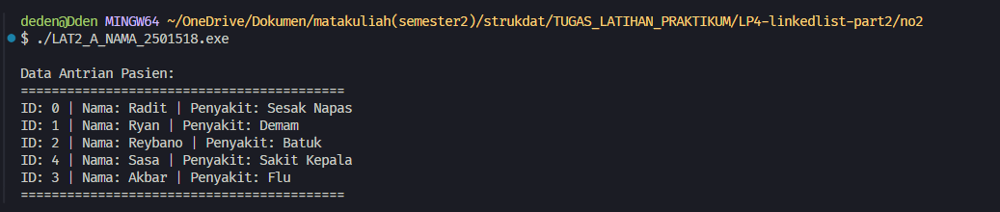 deden@Dden MINGW64 ~/OneDrive/Dokumen/matakuliah(semester2)/strukdat/TUGAS_LATIHAN_PRAKTIKUM/LP4-linkedlist-part2/no2
$ ./LAT2_A_NAMA_2501518.exe
Data Antrian Pasien:
==========================================
ID: 0 | Nama: Radit | Penyakit: Sesak Napas
ID: 1 | Nama: Ryan | Penyakit: Demam
ID: 2 | Nama: Reybano | Penyakit: Batuk
ID: 4 | Nama: Sasa | Penyakit: Sakit Kepala
ID: 3 | Nama: Akbar | Penyakit: Flu
==========================================